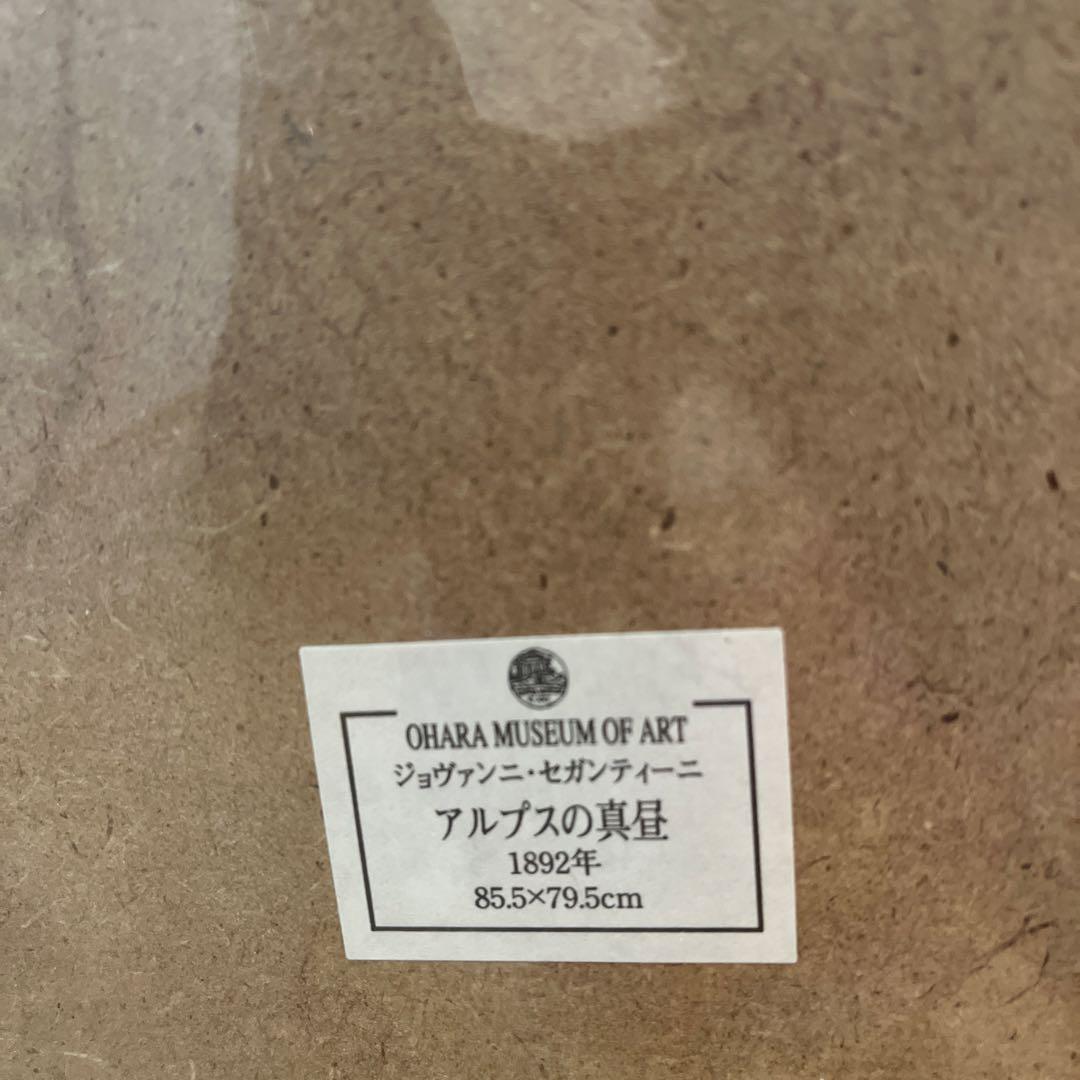 OHARA MUSEUM OF ART
ジョヴァンニ・セガンティーニ
アルプスの真昼
1892年
85.5×79.5cm